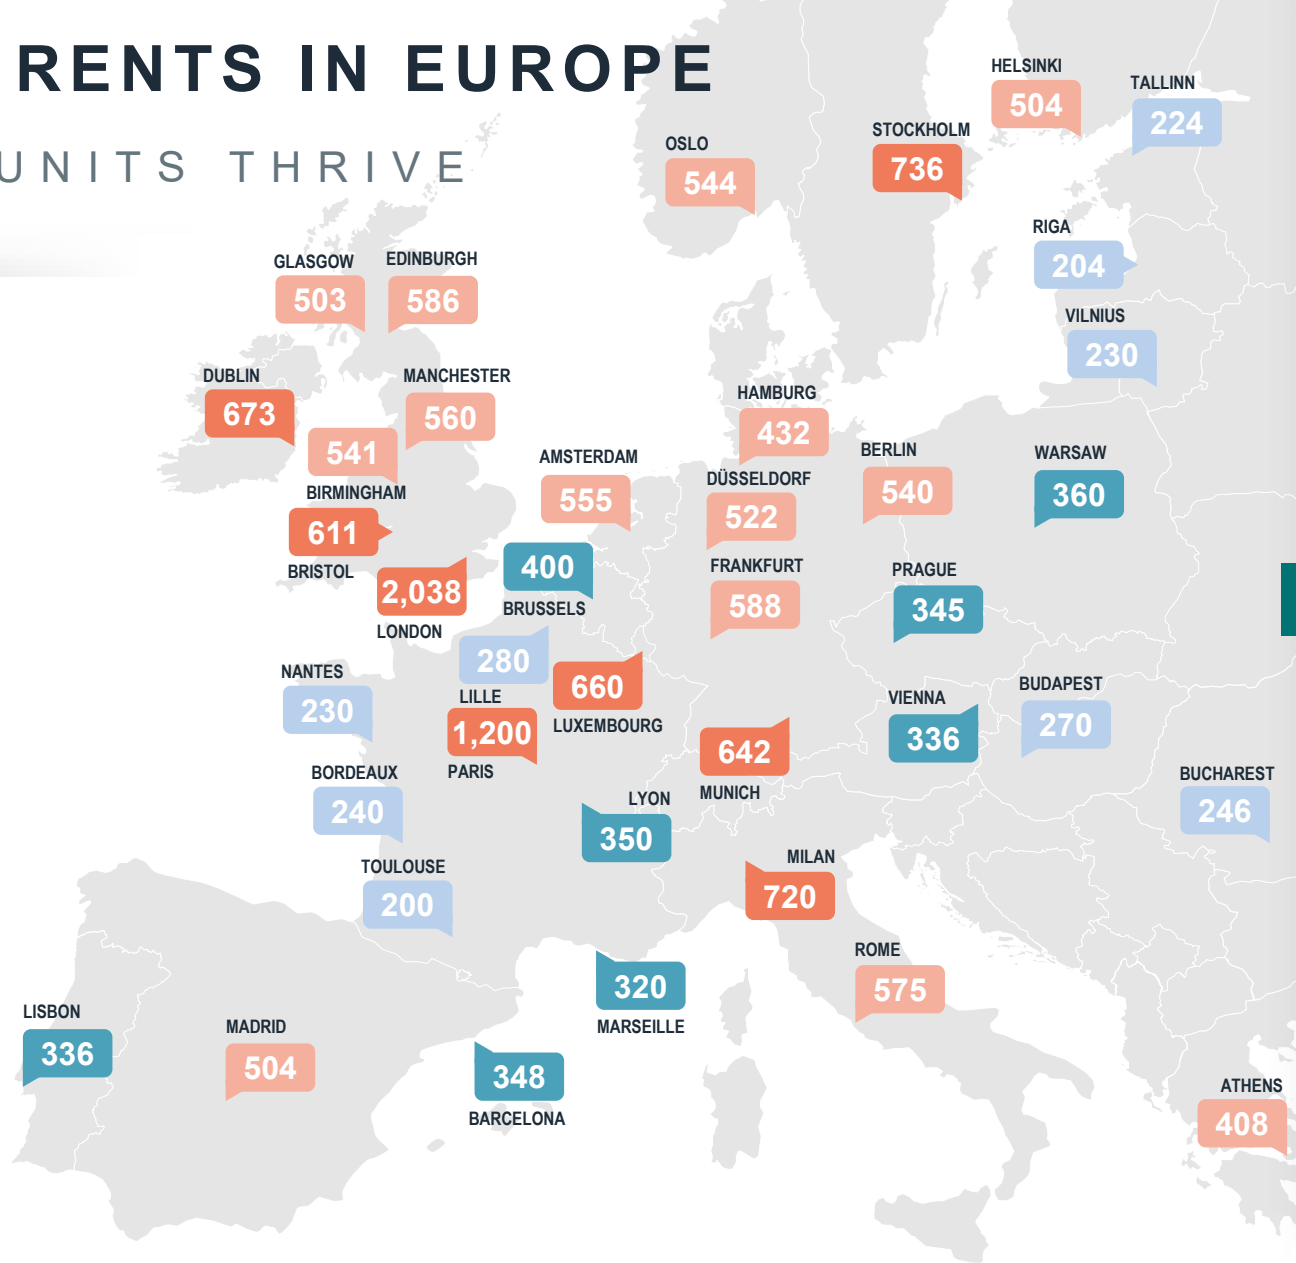 RENTS IN EUROPE
UNITS THRIVE
HELSINKI
504
TALLINN
224
STOCKHOLM
736
OSLO
544
RIGA
204
VILNIUS
230
GLASGOW
503
EDINBURGH
586
DUBLIN
673
MANCHESTER
560
541
BIRMINGHAM
611
BRISTOL
2,038
LONDON
AMSTERDAM
555
HAMBURG
432
DÜSSELDORF
522
BERLIN
540
WARSAW
360
400
BRUSSELS
FRANKFURT
588
PRAGUE
345
280
LILLE
660
LUXEMBOURG
NANTES
230
1,200
PARIS
642
MUNICH
VIENNA
336
BUDAPEST
270
BUCHAREST
246
BORDEAUX
240
LYON
350
TOULOUSE
200
MILAN
720
ROME
575
320
MARSEILLE
LISBON
336
MADRID
504
348
BARCELONA
ATHENS
408